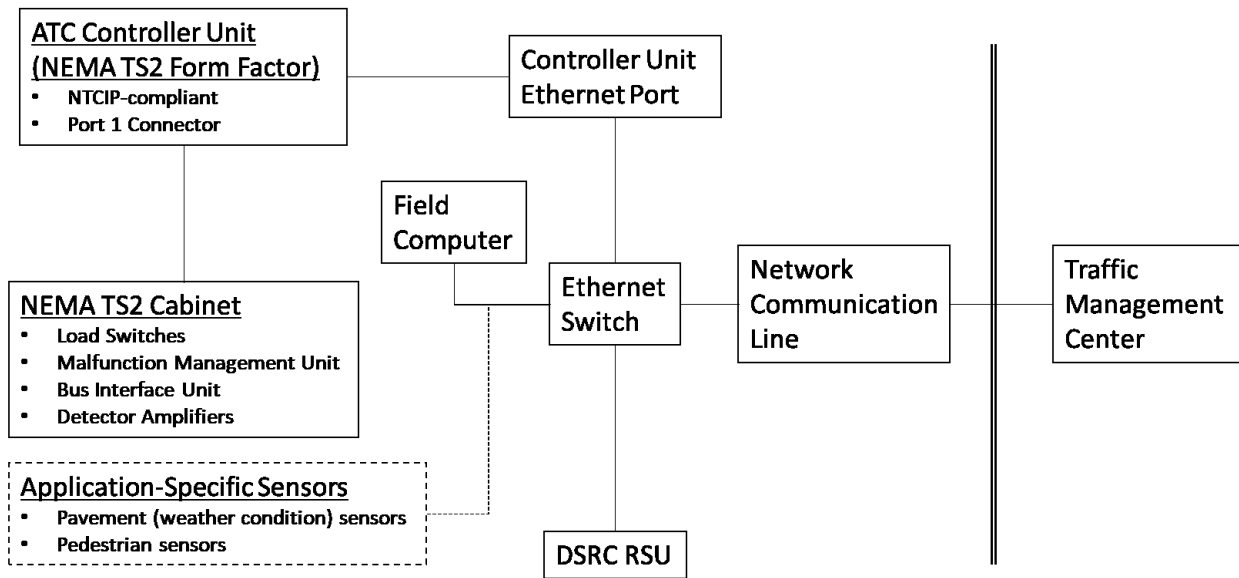 ATC Controller Unit
(NEMA TS2 Form Factor)
▪ NTCIP-compliant
▪ Port 1 Connector
Controller Unit
Ethernet Port
Field
Computer
NEMA TS2 Cabinet
▪ Load Switches
▪ Malfunction Management Unit
▪ Bus Interface Unit
▪ Detector Amplifiers
Ethernet
Switch
Network
Communication
Line
Traffic
Management
Center
Application-Specific Sensors
▪ Pavement (weather condition) sensors
▪ Pedestrian sensors
DSRC RSU